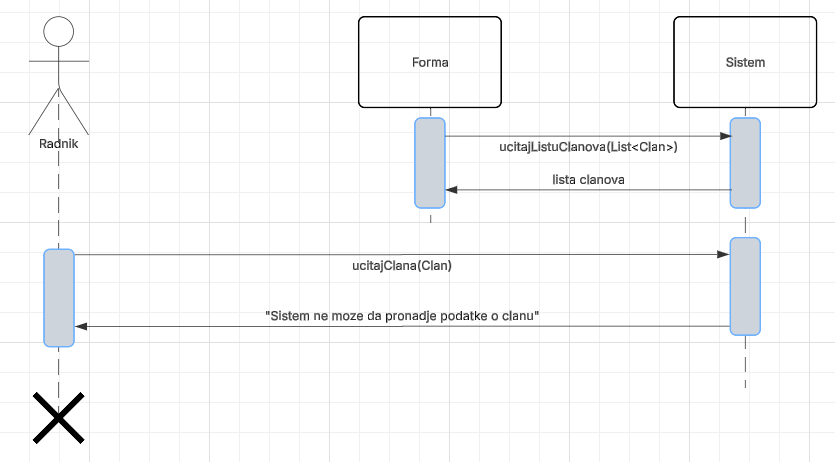 Forma
Sistem
Radnik
ucitajListuClanova(List<Clan>)
lista clanova
ucitajClana(Clan)
"Sistem ne moze da pronadje podatke o clanu"